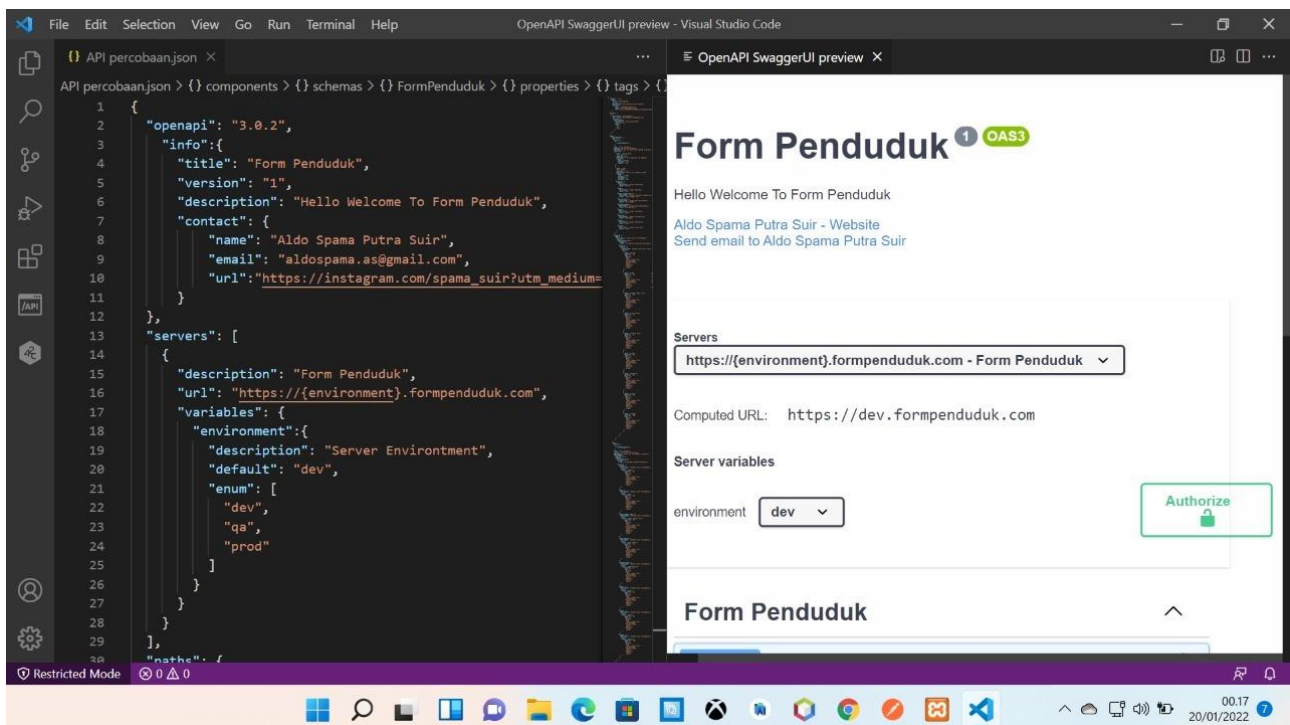 File Edit Selection View Go Run Terminal Help
OpenAPI SwaggerUI preview - Visual Studio Code
API percobaan.json
API percobaan.json > {} components > {} schemas > {} FormPenduduk > {} properties > {} tags > {}
1 {
2 "openapi": "3.0.2",
3 "info":{
4 "title": "Form Penduduk",
5 "version": "1",
6 "description": "Hello Welcome To Form Penduduk",
7 "contact": {
8 "name": "Aldo Spama Putra Suir",
9 "email": "aldospama.as@gmail.com",
10 "url":"https://instagram.com/spama_suir?utm_medium=
11 }
12 },
13 "servers": [
14 {
15 "description": "Form Penduduk",
16 "url": "https://{environment}.formpenduduk.com",
17 "variables": {
18 "environment":{
19 "description": "Server Environtment",
20 "default": "dev",
21 "enum": [
22 "dev",
23 "qa",
24 "prod"
25 ]
26 }
27 }
28 }
29 ],
30 "paths": {
OpenAPI SwaggerUI preview
Form Penduduk 1 OAS3
Hello Welcome To Form Penduduk
Aldo Spama Putra Suir - Website
Send email to Aldo Spama Putra Suir
Servers
https://{environment}.formpenduduk.com - Form Penduduk
Computed URL: https://dev.formpenduduk.com
Server variables
environment dev
Authorize
Form Penduduk
/API
Restricted Mode 0 0
00.17
20/01/2022
7